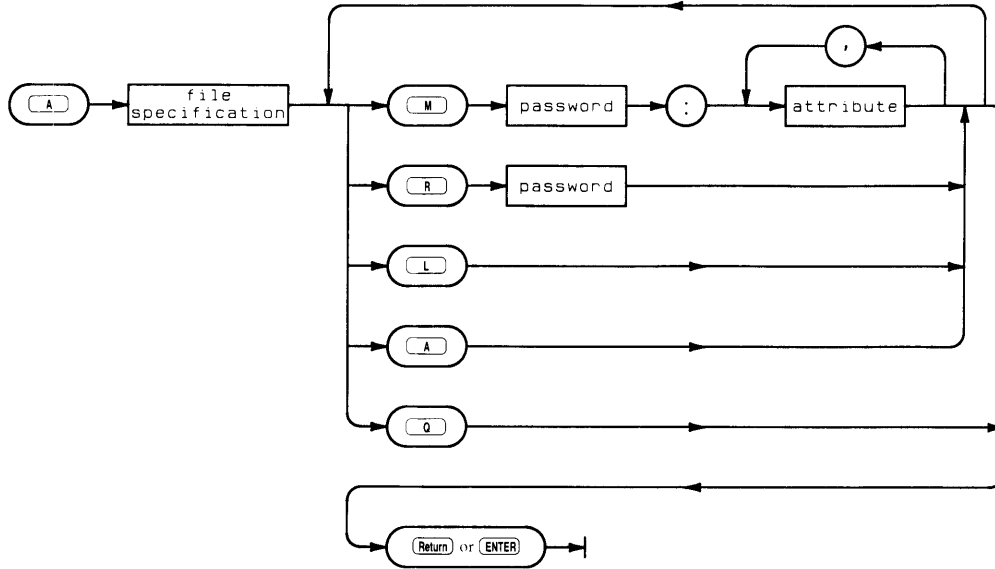 A
file
specification
,
M
password
:
attribute
R
password
L
A
Q
Return or ENTER